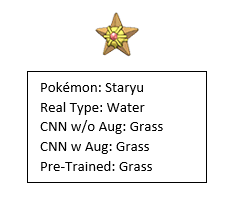 Pokémon: Staryu
Real Type: Water
CNN w/o Aug: Grass
CNN w Aug: Grass
Pre-Trained: Grass